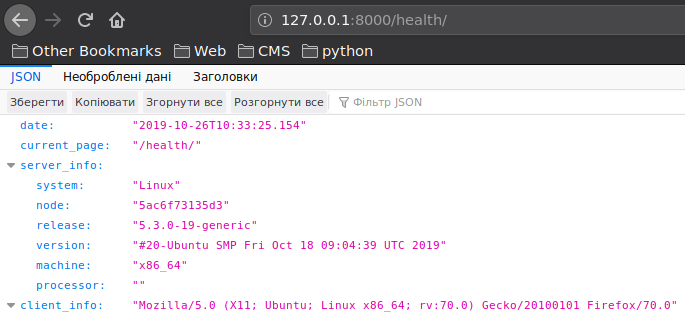 127.0.0.1:8000/health/
Other Bookmarks Web CMS python
JSON Необроблені дані Заголовки
Зберегти Копіювати Згорнути все Розгорнути все Фільтр JSON
date: "2019-10-26T10:33:25.154"
current_page: "/health/"
server_info:
system: "Linux"
node: "5ac6f73135d3"
release: "5.3.0-19-generic"
version: "#20-Ubuntu SMP Fri Oct 18 09:04:39 UTC 2019"
machine: "x86_64"
processor: ""
client_info: "Mozilla/5.0 (X11; Ubuntu; Linux x86_64; rv:70.0) Gecko/20100101 Firefox/70.0"